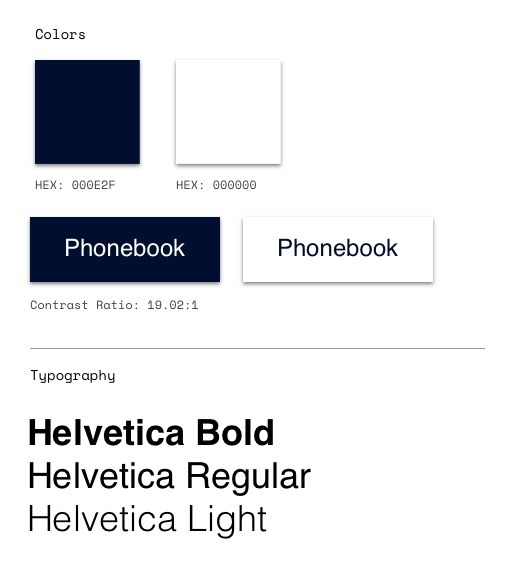 Colors
HEX: 000E2F HEX: 000000
Phonebook Phonebook
Contrast Ratio: 19.02:1
Typography
Helvetica Bold
Helvetica Regular
Helvetica Light